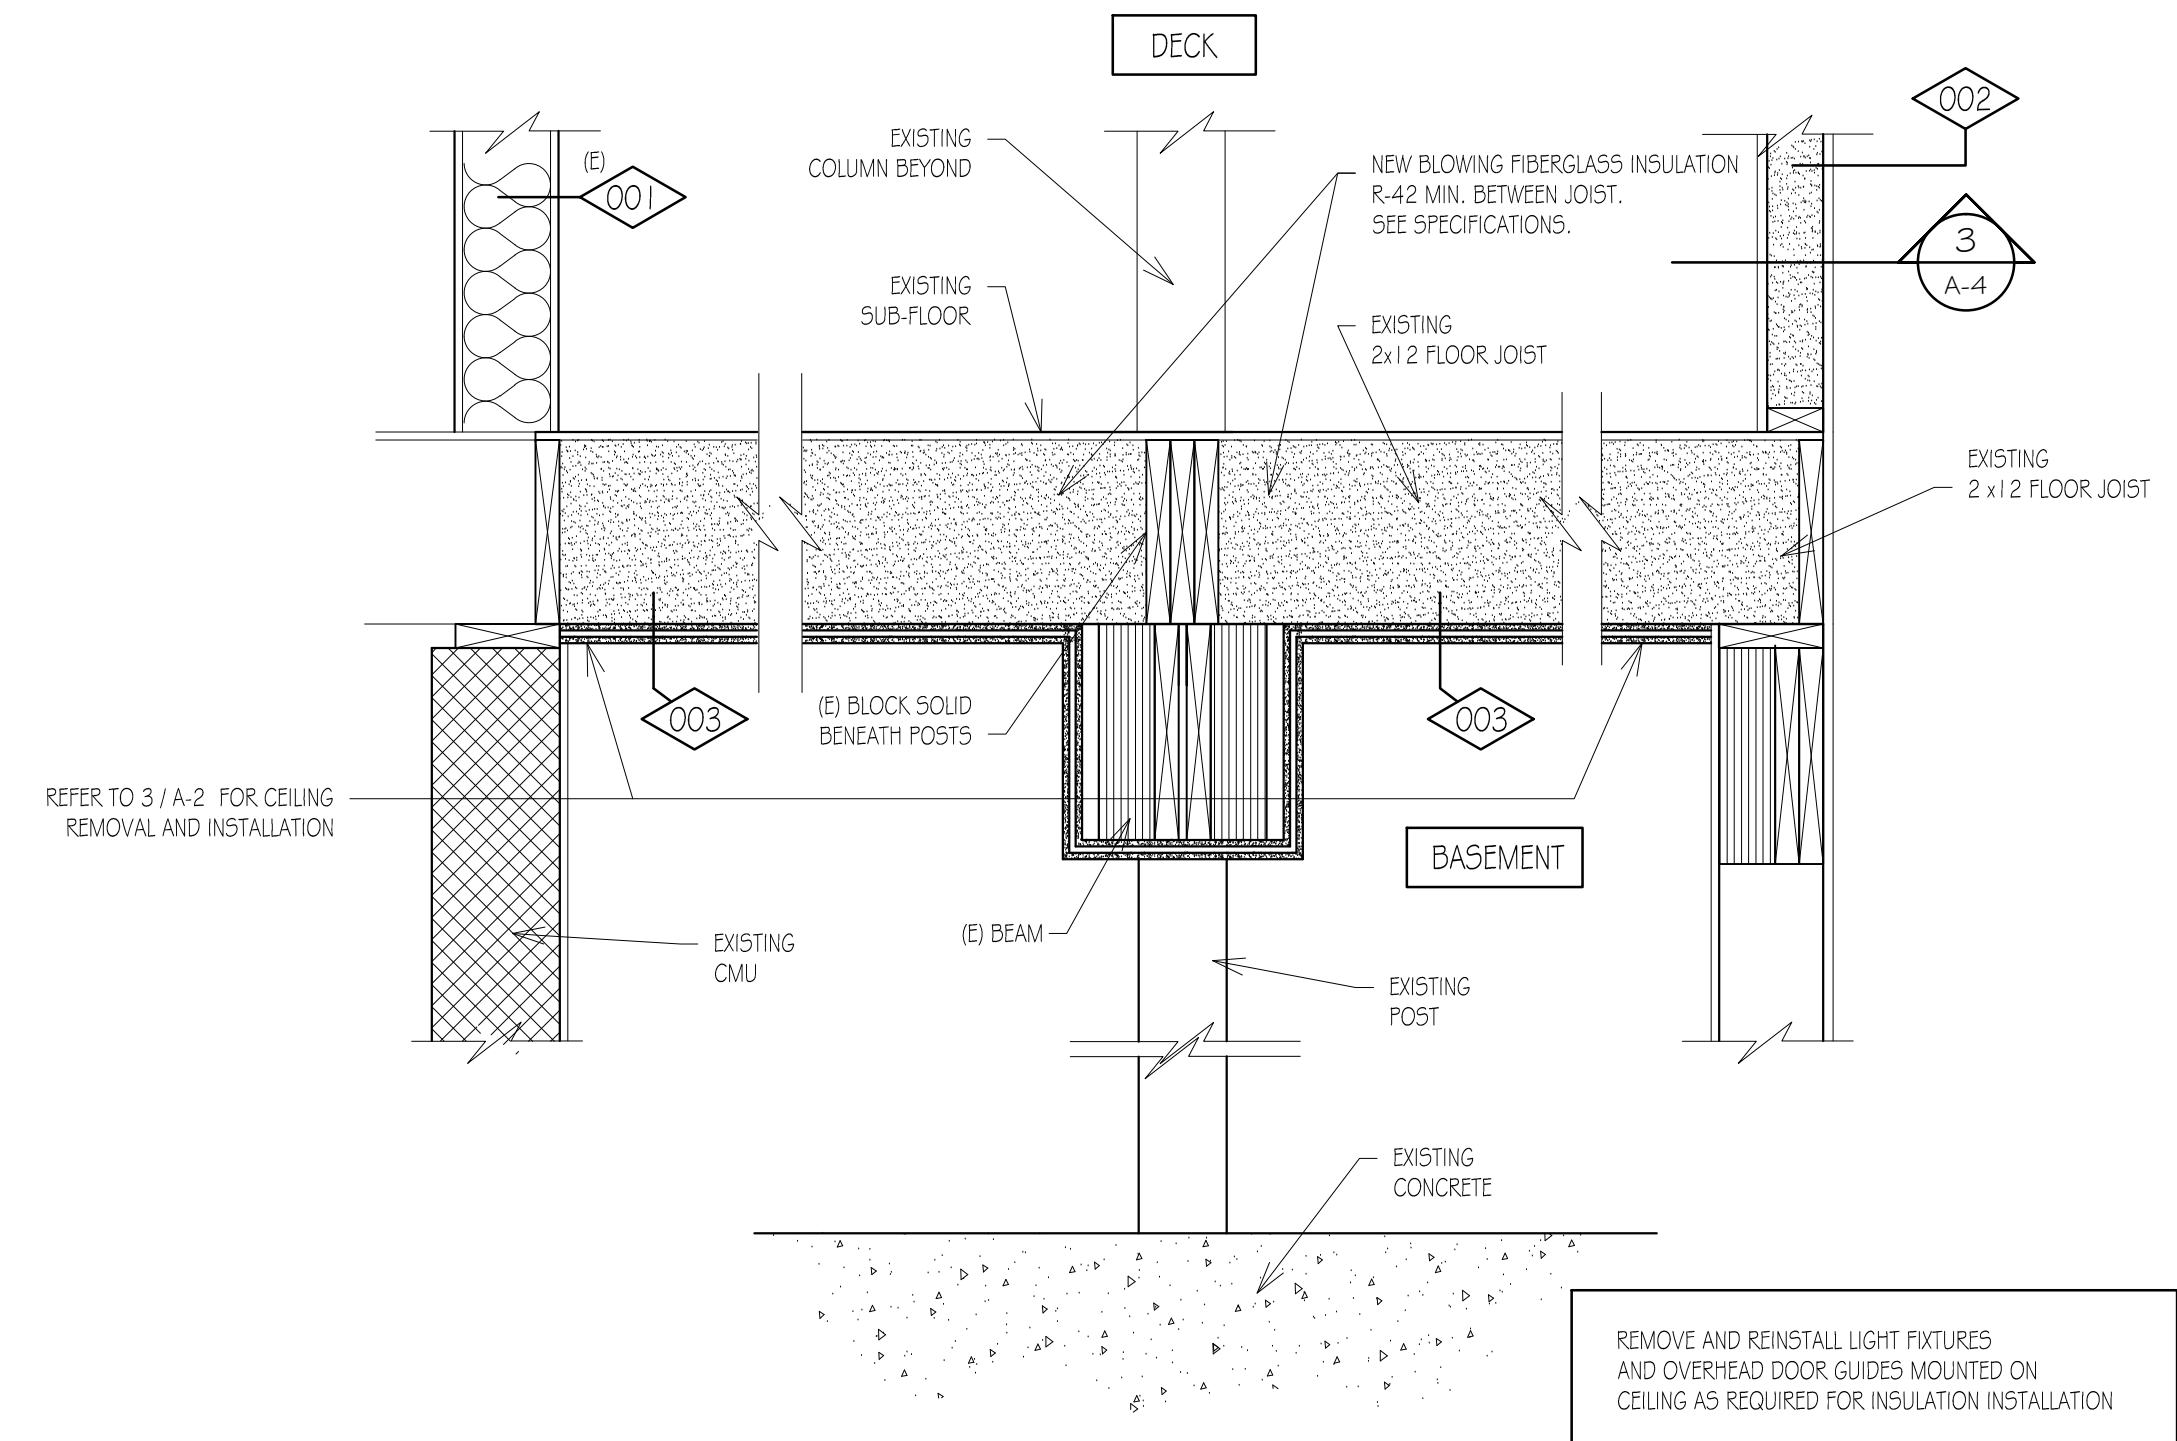 DECK
002
EXISTING
COLUMN BEYOND
(E)
001
NEW BLOWING FIBERGLASS INSULATION
R-42 MIN. BETWEEN JOIST.
SEE SPECIFICATIONS.
3
A-4
EXISTING
SUB-FLOOR
EXISTING
2x12 FLOOR JOIST
EXISTING
2 x12 FLOOR JOIST
003
(E) BLOCK SOLID
BENEATH POSTS
003
REFER TO 3 / A-2 FOR CEILING
REMOVAL AND INSTALLATION
BASEMENT
(E) BEAM
EXISTING
CMU
EXISTING
POST
EXISTING
CONCRETE
REMOVE AND REINSTALL LIGHT FIXTURES
AND OVERHEAD DOOR GUIDES MOUNTED ON
CEILING AS REQUIRED FOR INSULATION INSTALLATION